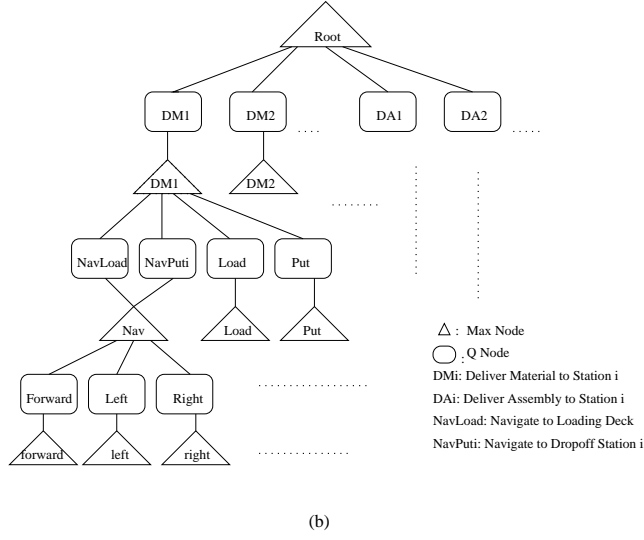 Root
DM1 DM2 DA1 DA2
DM1 DM2
NavLoad NavPuti Load Put
Nav Load Put
Forward Left Right
forward left right
: Max Node
: Q Node
DMi: Deliver Material to Station i
DAi: Deliver Assembly to Station i
NavLoad: Navigate to Loading Deck
NavPuti: Navigate to Dropoff Station i
(b)